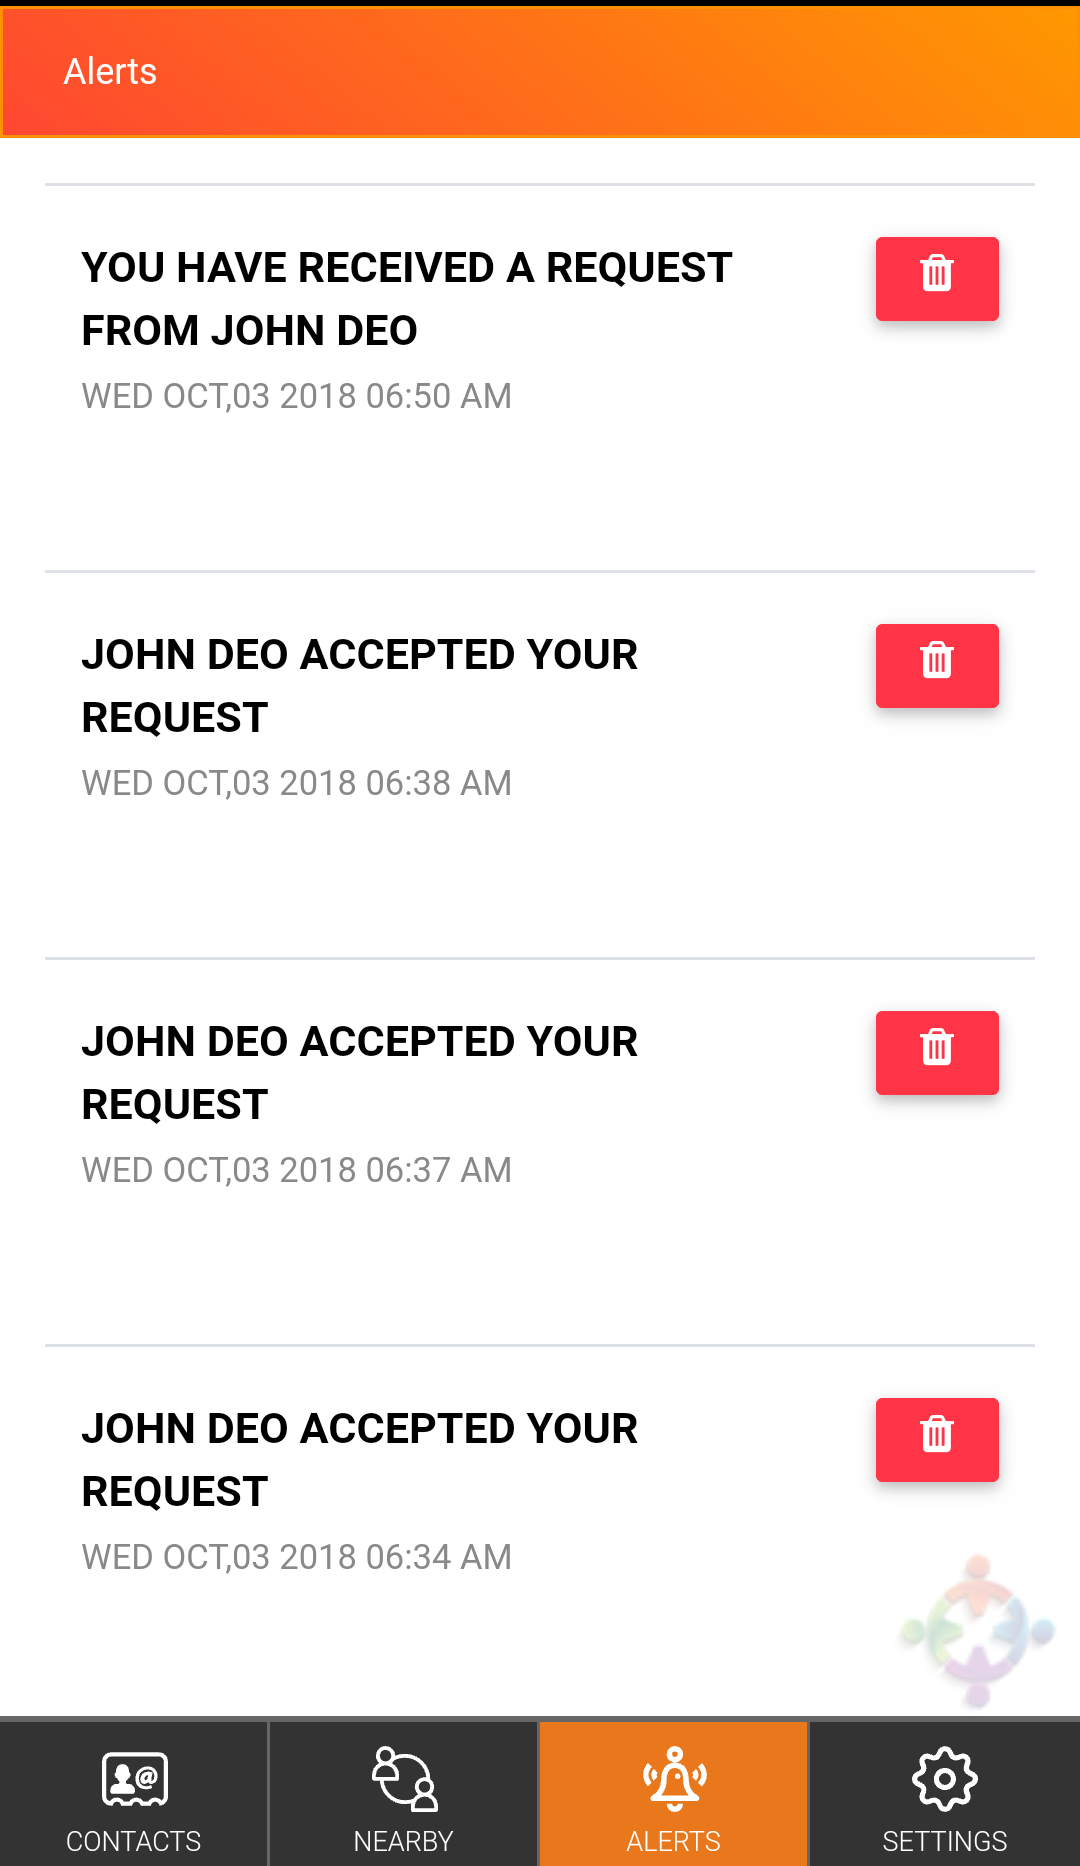 Alerts
YOU HAVE RECEIVED A REQUEST
FROM JOHN DEO
WED OCT,03 2018 06:50 AM
JOHN DEO ACCEPTED YOUR
REQUEST
WED OCT,03 2018 06:38 AM
JOHN DEO ACCEPTED YOUR
REQUEST
WED OCT,03 2018 06:37 AM
JOHN DEO ACCEPTED YOUR
REQUEST
WED OCT,03 2018 06:34 AM
CONTACTS
NEARBY
ALERTS
SETTINGS